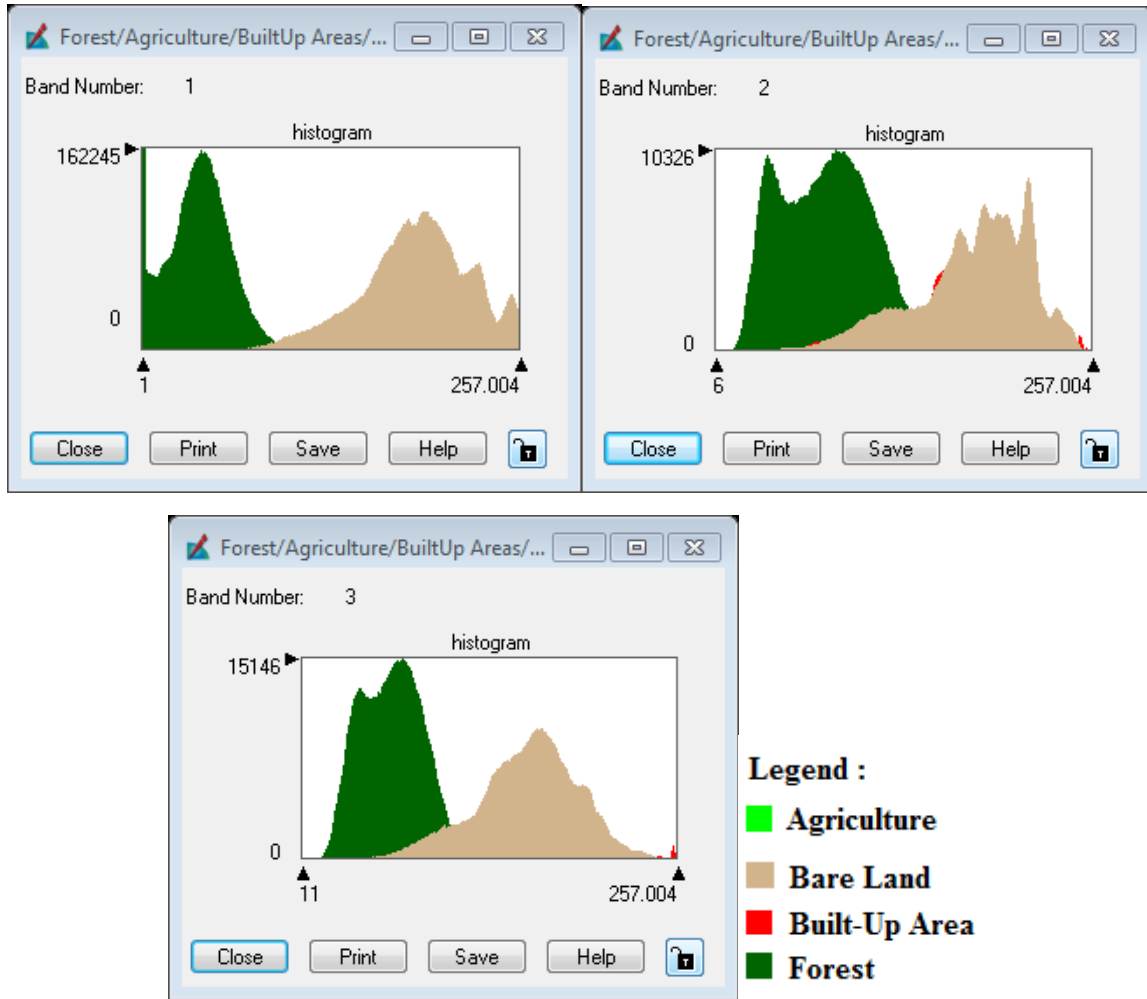 Forest/Agriculture/BuiltUp Areas/...
Band Number: 1
histogram
162245
0
1 257.004
Close Print Save Help
Forest/Agriculture/BuiltUp Areas/...
Band Number: 2
histogram
10326
0
6 257.004
Close Print Save Help
Forest/Agriculture/BuiltUp Areas/...
Band Number: 3
histogram
15146
0
11 257.004
Close Print Save Help
Legend :
Agriculture
Bare Land
Built-Up Area
Forest